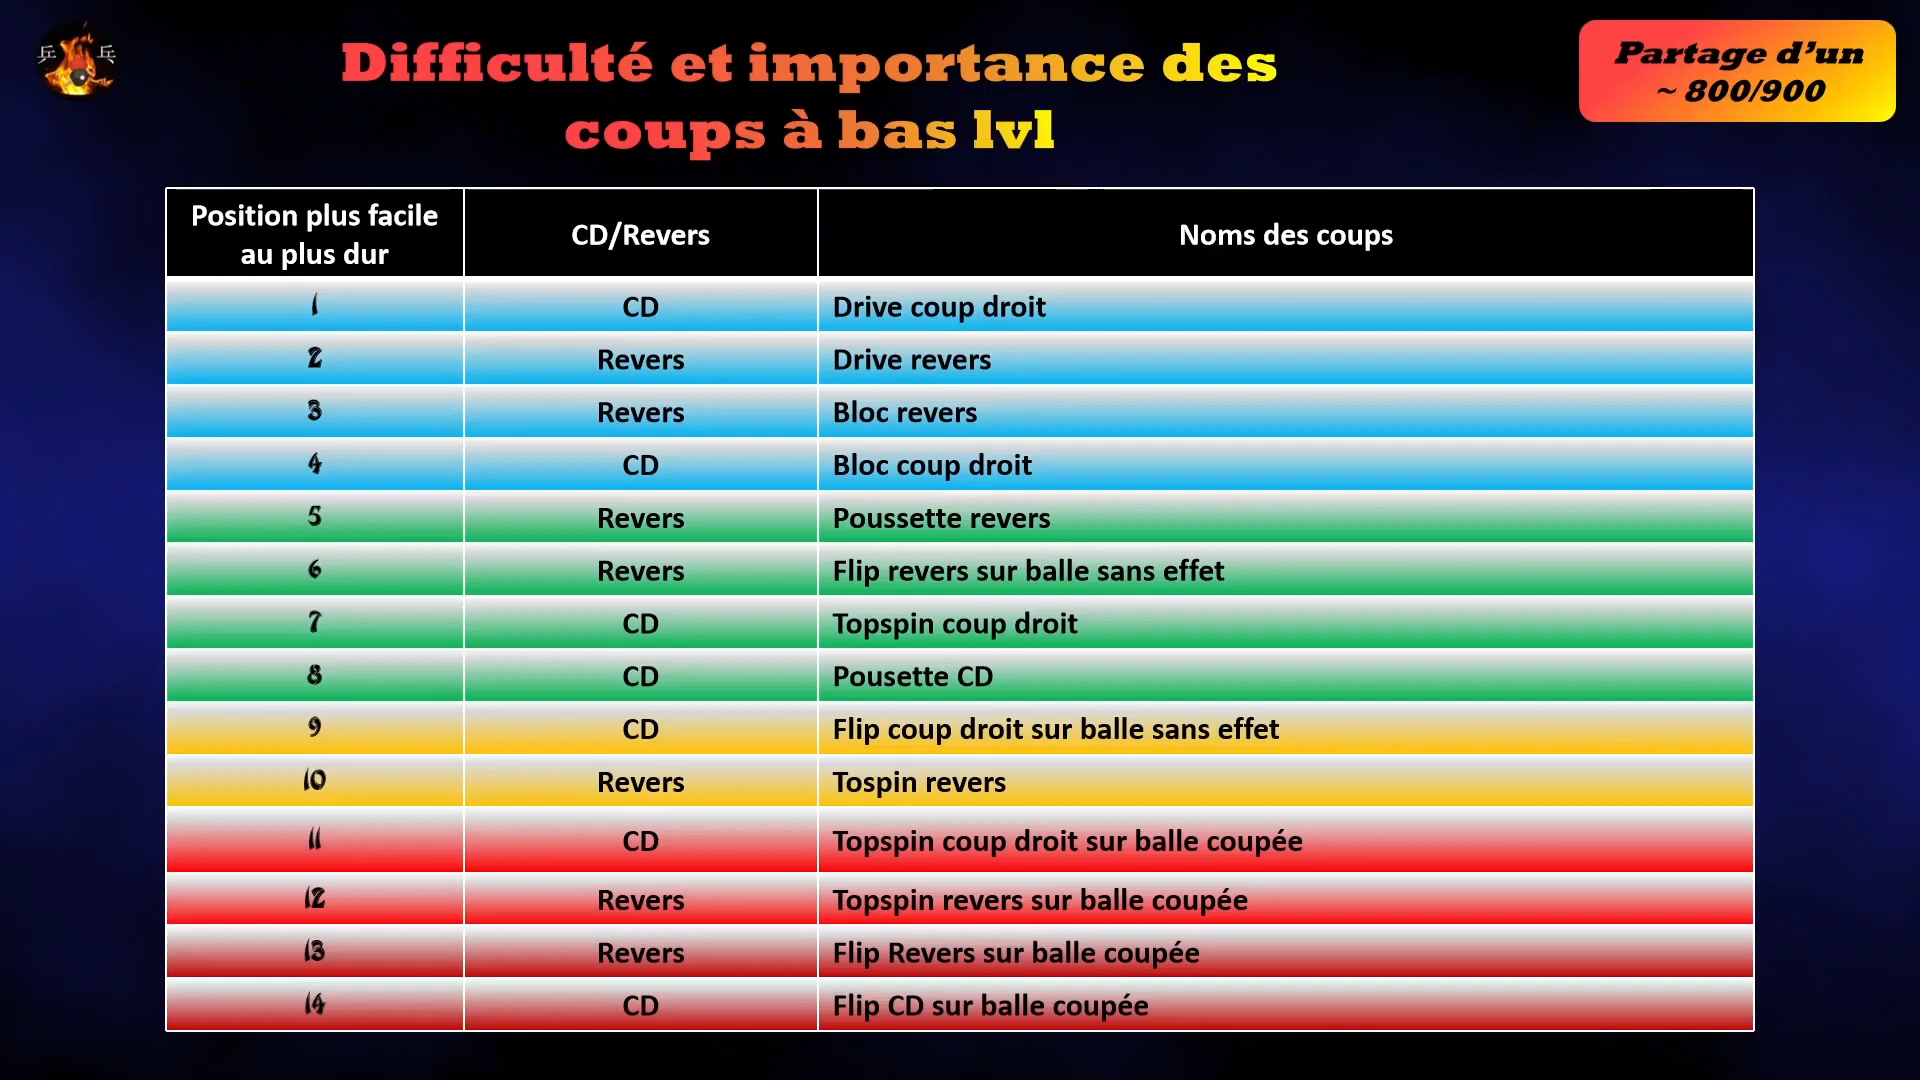 乒 乓
Difficulté et importance des
coups à bas lvl
Partage d'un
~ 800/900
Position plus facile
au plus dur
CD/Revers
Noms des coups
1 CD Drive coup droit
2 Revers Drive revers
3 Revers Bloc revers
4 CD Bloc coup droit
5 Revers Poussette revers
6 Revers Flip revers sur balle sans effet
7 CD Topspin coup droit
8 CD Pousette CD
9 CD Flip coup droit sur balle sans effet
10 Revers Tospin revers
11 CD Topspin coup droit sur balle coupée
12 Revers Topspin revers sur balle coupée
13 Revers Flip Revers sur balle coupée
14 CD Flip CD sur balle coupée